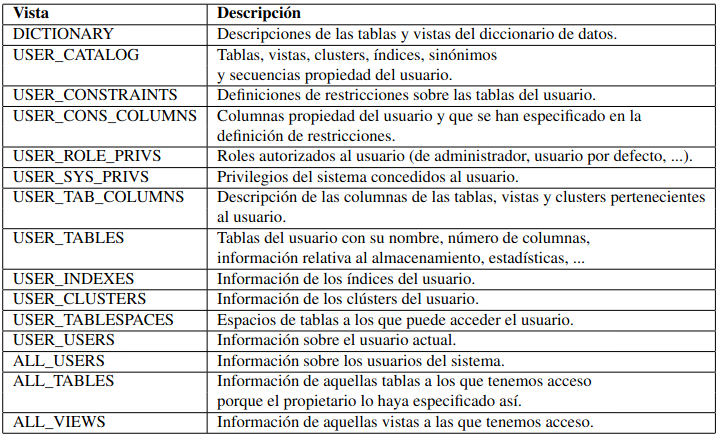 Vista Descripción
DICTIONARY Descripciones de las tablas y vistas del diccionario de datos.
USER_CATALOG Tablas, vistas, clusters, índices, sinónimos
y secuencias propiedad del usuario.
USER_CONSTRAINTS Definiciones de restricciones sobre las tablas del usuario.
USER_CONS_COLUMNS Columnas propiedad del usuario y que se han especificado en la
definición de restricciones.
USER_ROLE_PRIVS Roles autorizados al usuario (de administrador, usuario por defecto, ...).
USER_SYS_PRIVS Privilegios del sistema concedidos al usuario.
USER_TAB_COLUMNS Descripción de las columnas de las tablas, vistas y clusters pertenecientes
al usuario.
USER_TABLES Tablas del usuario con su nombre, número de columnas,
información relativa al almacenamiento, estadísticas, ...
USER_INDEXES Información de los índices del usuario.
USER_CLUSTERS Información de los clústers del usuario.
USER_TABLESPACES Espacios de tablas a los que puede acceder el usuario.
USER_USERS Información sobre el usuario actual.
ALL_USERS Información sobre los usuarios del sistema.
ALL_TABLES Información de aquellas tablas a los que tenemos acceso
porque el propietario lo haya especificado así.
ALL_VIEWS Información de aquellas vistas a las que tenemos acceso.